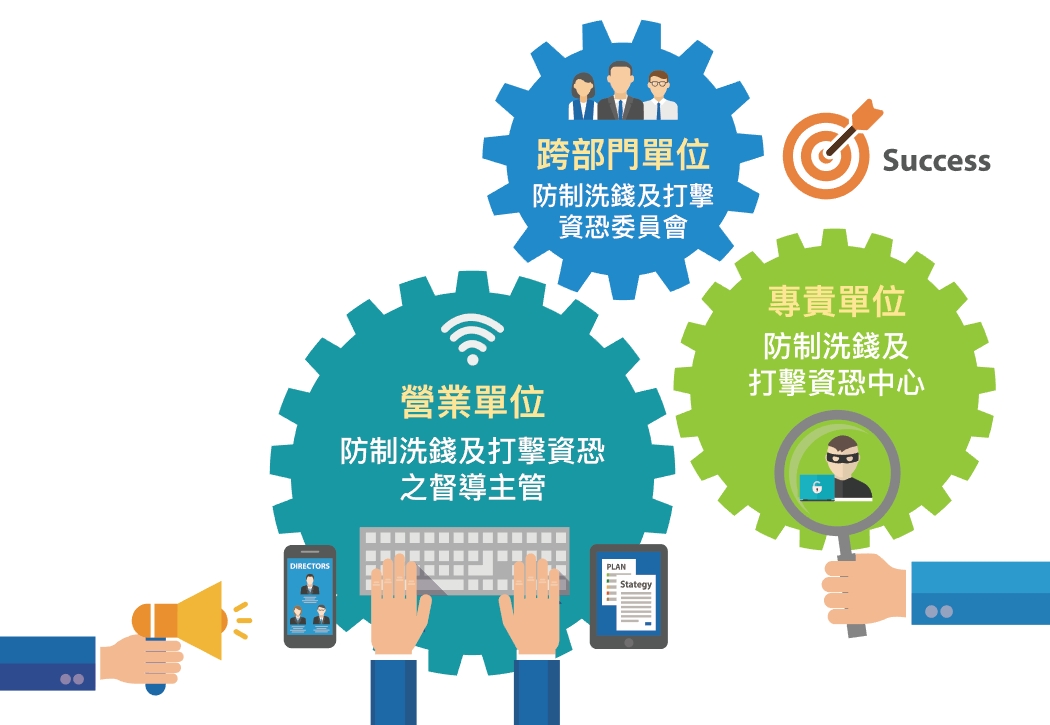 跨部門單位
防制洗錢及打擊
資恐委員會
Success
專責單位
防制洗錢及
打擊資恐中心
營業單位
防制洗錢及打擊資恐
之督導主管
DIRECTORS
PLAN
Stategy